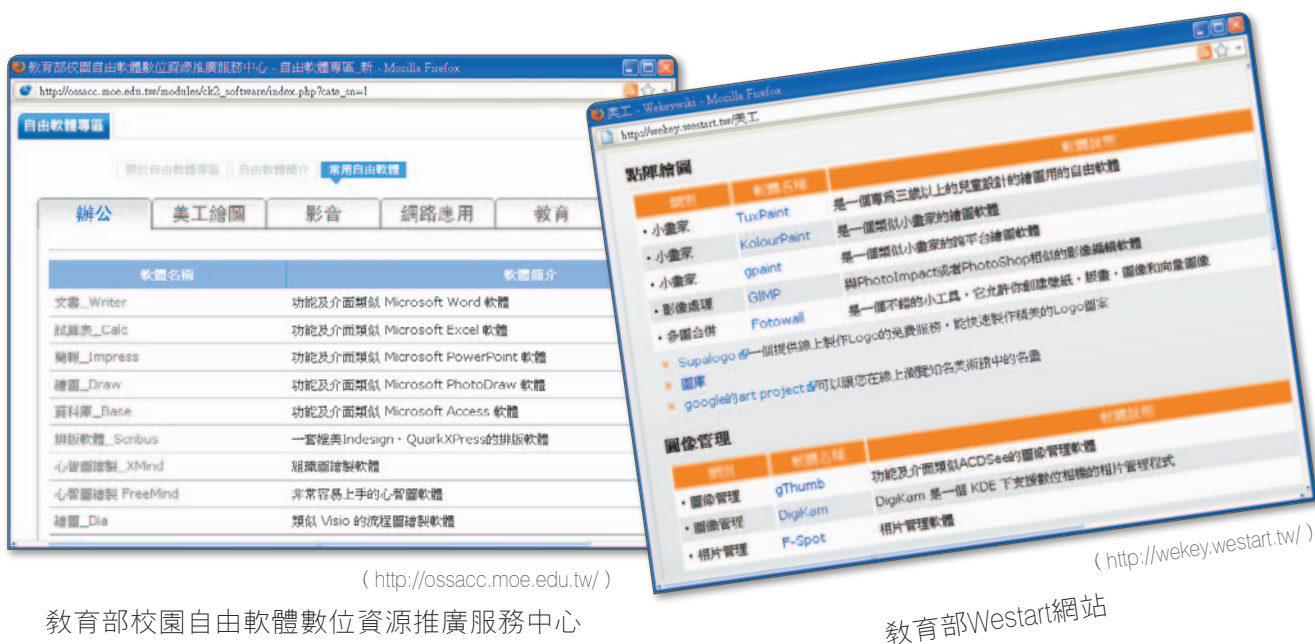 教育部校園自由軟體數位資源推廣服務中心 - 自由軟體專區_新 - Mozilla Firefox
http://ossacc.moe.edu.tw/modules/ck2_software/index.php?cate_sn=1
自由軟體專區
關於自由軟體專區 自由軟體簡介 常用自由軟體
辦公 美工繪圖 影音 網路應用 教育
軟體名稱 軟體簡介
文書_Writer 功能及介面類似 Microsoft Word 軟體
試算表_Calc 功能及介面類似 Microsoft Excel 軟體
簡報_Impress 功能及介面類似 Microsoft PowerPoint 軟體
繪圖_Draw 功能及介面類似 Microsoft PhotoDraw 軟體
資料庫_Base 功能及介面類似 Microsoft Access 軟體
排版軟體_Scribus 一套媲美Indesign、QuarkXPress的排版軟體
心智圖繪製_XMind 組織圖繪製軟體
心智圖繪製 FreeMind 非常容易上手的心智圖軟體
繪圖_Dia 類似 Visio 的流程圖繪製軟體
( http://ossacc.moe.edu.tw/ )
教育部校園自由軟體數位資源推廣服務中心
美工 - Wekeywiki - Mozilla Firefox
http://wekey.westart.tw/美工
點陣繪圖
類別 軟體名稱 軟體說明
・小畫家 TuxPaint 是一個專為三歲以上的兒童設計的繪圖用的自由軟體
・小畫家 KolourPaint 是一個類似小畫家的繪圖軟體
・小畫家 gpaint 是一個類似小畫家的跨平台繪圖軟體
・影像處理 GIMP 與PhotoImpact或者PhotoShop相似的影像編輯軟體
・多圖合併 Fotowall 是一個不錯的小工具，它允許你創建壁紙，版畫，圖像和向量圖像
Supalogo 一個提供線上製作Logo的免費服務，能快速製作精美的Logo圖案
圖庫
google的art project 可以讓您在線上瀏覽知名美術館中的名畫
圖像管理
類別 軟體名稱 軟體說明
・圖像管理 gThumb 功能及介面類似ACDSee的圖像管理軟體
・圖像管理 DigiKam DigiKam 是一個 KDE 下支援數位相機的相片管理程式
・相片管理 F-Spot 相片管理軟體
( http://wekey.westart.tw/ )
教育部Westart網站